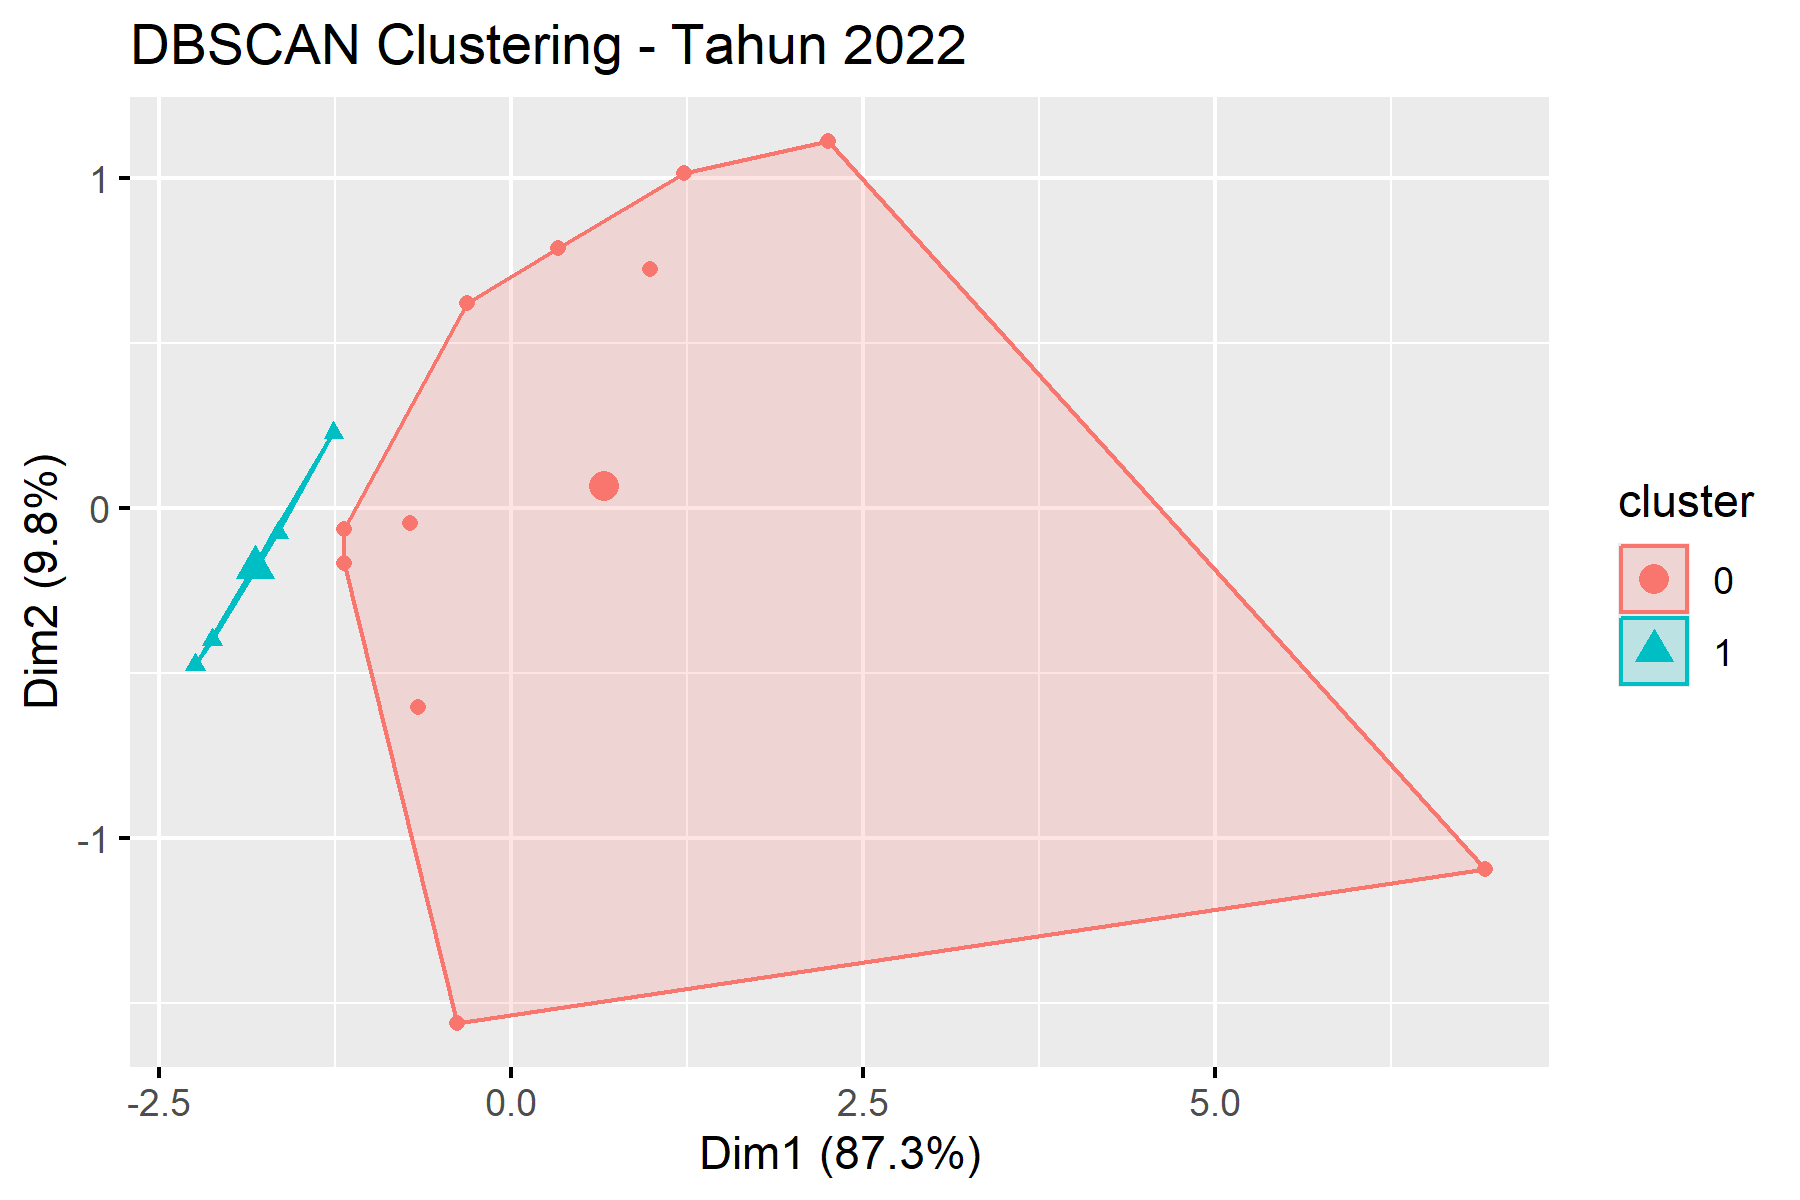 DBSCAN Clustering - Tahun 2022
1
0
-1
Dim2 (9.8%)
-2.5
0.0
2.5
5.0
Dim1 (87.3%)
cluster
0
1